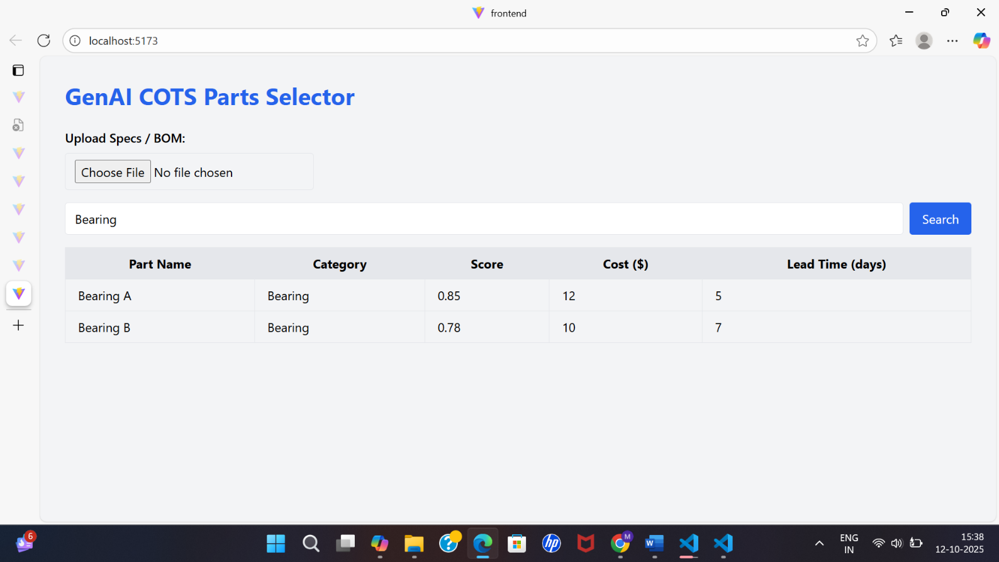 frontend
localhost:5173
GenAI COTS Parts Selector
Upload Specs / BOM:
Choose File No file chosen
Bearing
Search
Part Name Category Score Cost ($) Lead Time (days)
Bearing A Bearing 0.85 12 5
Bearing B Bearing 0.78 10 7
6
?
hp
M
W
ENG
IN
15:38
12-10-2025